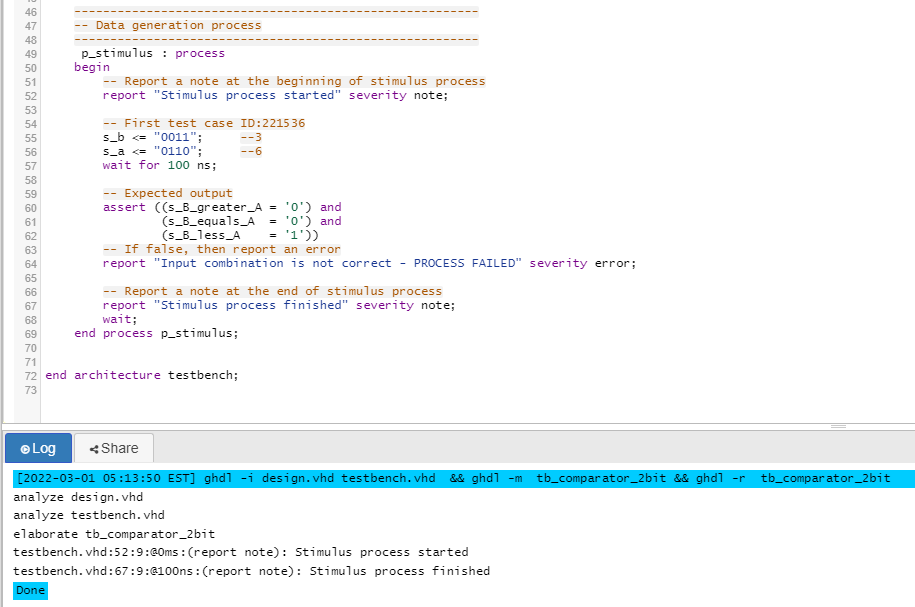 46 --------------------------------------------------------
47 -- Data generation process
48 --------------------------------------------------------
49 p_stimulus : process
50 begin
51 -- Report a note at the beginning of stimulus process
52 report "Stimulus process started" severity note;
53
54 -- First test case ID:221536
55 s_b <= "0011"; --3
56 s_a <= "0110"; --6
57 wait for 100 ns;
58
59 -- Expected output
60 assert ((s_B_greater_A = '0') and
61 (s_B_equals_A = '0') and
62 (s_B_less_A = '1'))
63 -- If false, then report an error
64 report "Input combination is not correct - PROCESS FAILED" severity error;
65
66 -- Report a note at the end of stimulus process
67 report "Stimulus process finished" severity note;
68 wait;
69 end process p_stimulus;
70
71
72 end architecture testbench;
73
Log Share
[2022-03-01 05:13:50 EST] ghdl -i design.vhd testbench.vhd && ghdl -m tb_comparator_2bit && ghdl -r tb_comparator_2bit
analyze design.vhd
analyze testbench.vhd
elaborate tb_comparator_2bit
testbench.vhd:52:9:@0ms:(report note): Stimulus process started
testbench.vhd:67:9:@100ns:(report note): Stimulus process finished
Done